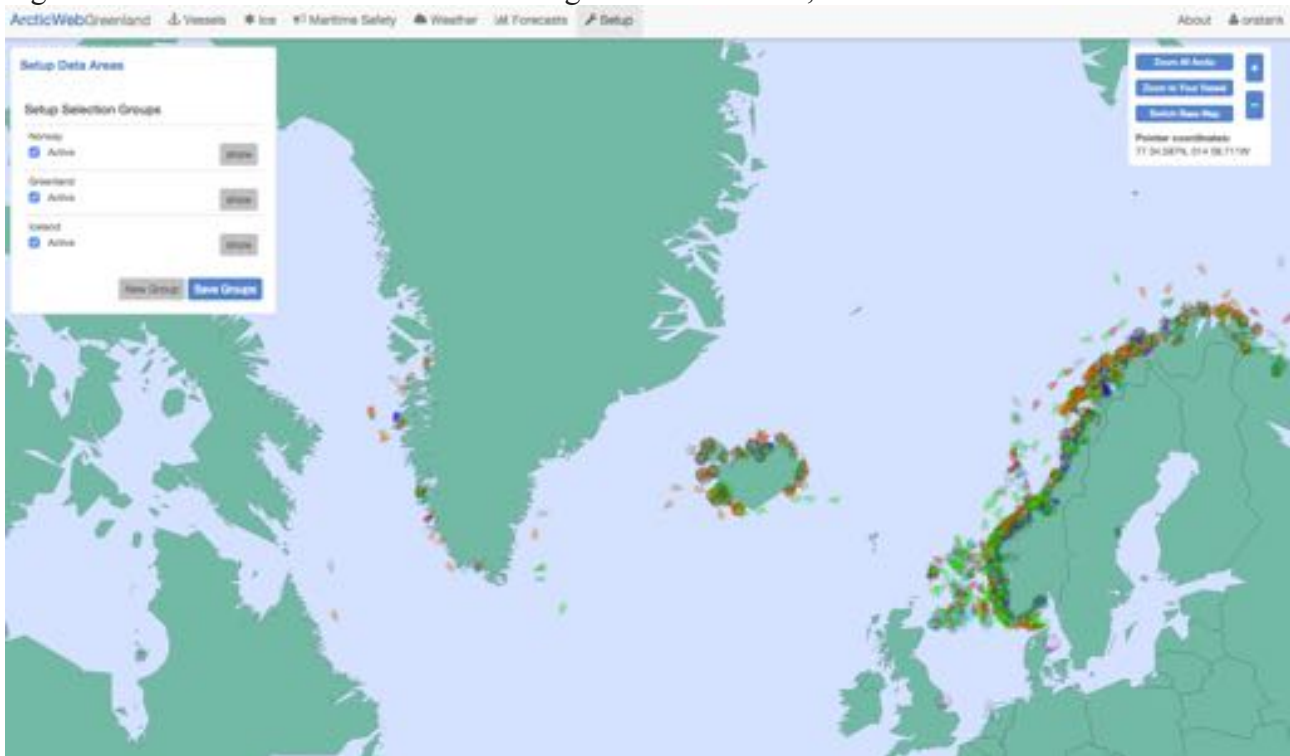 ArcticWebGreenland Vessels Ice Maritime Safety Weather Forecasts Setup About
Setup Data Areas
Setup Selection Groups
Norway
Active
show
Greenland
Active
show
Iceland
Active
show
New Group Save Groups
Zoom All Arctic
+
Zoom to Your Vessel
Switch Base Map
-
Pointer coordinates: